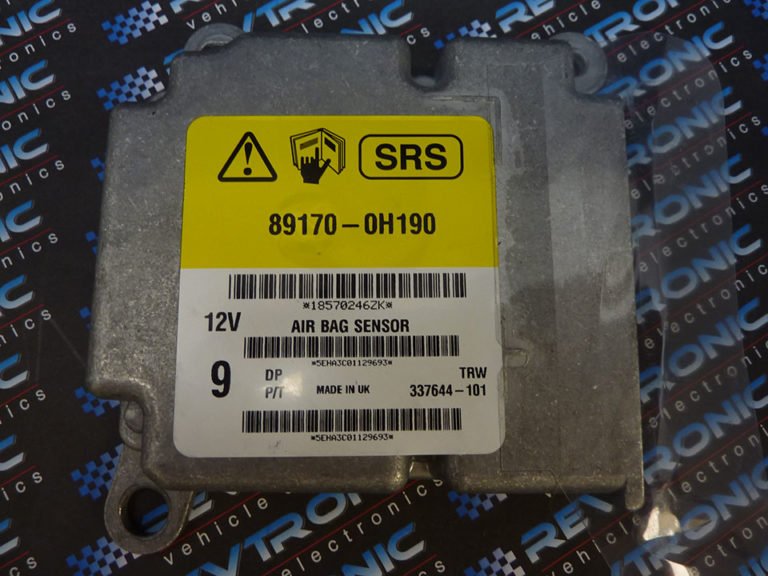 SRS
89170-0H190
*18570246ZK*
12V
AIR BAG SENSOR
*5EHA3C01129693*
9
DP
TRW
P/T
MADE IN UK
337644-101
*5EHA3C01129693*
REVTRONIC
vehicle electronics